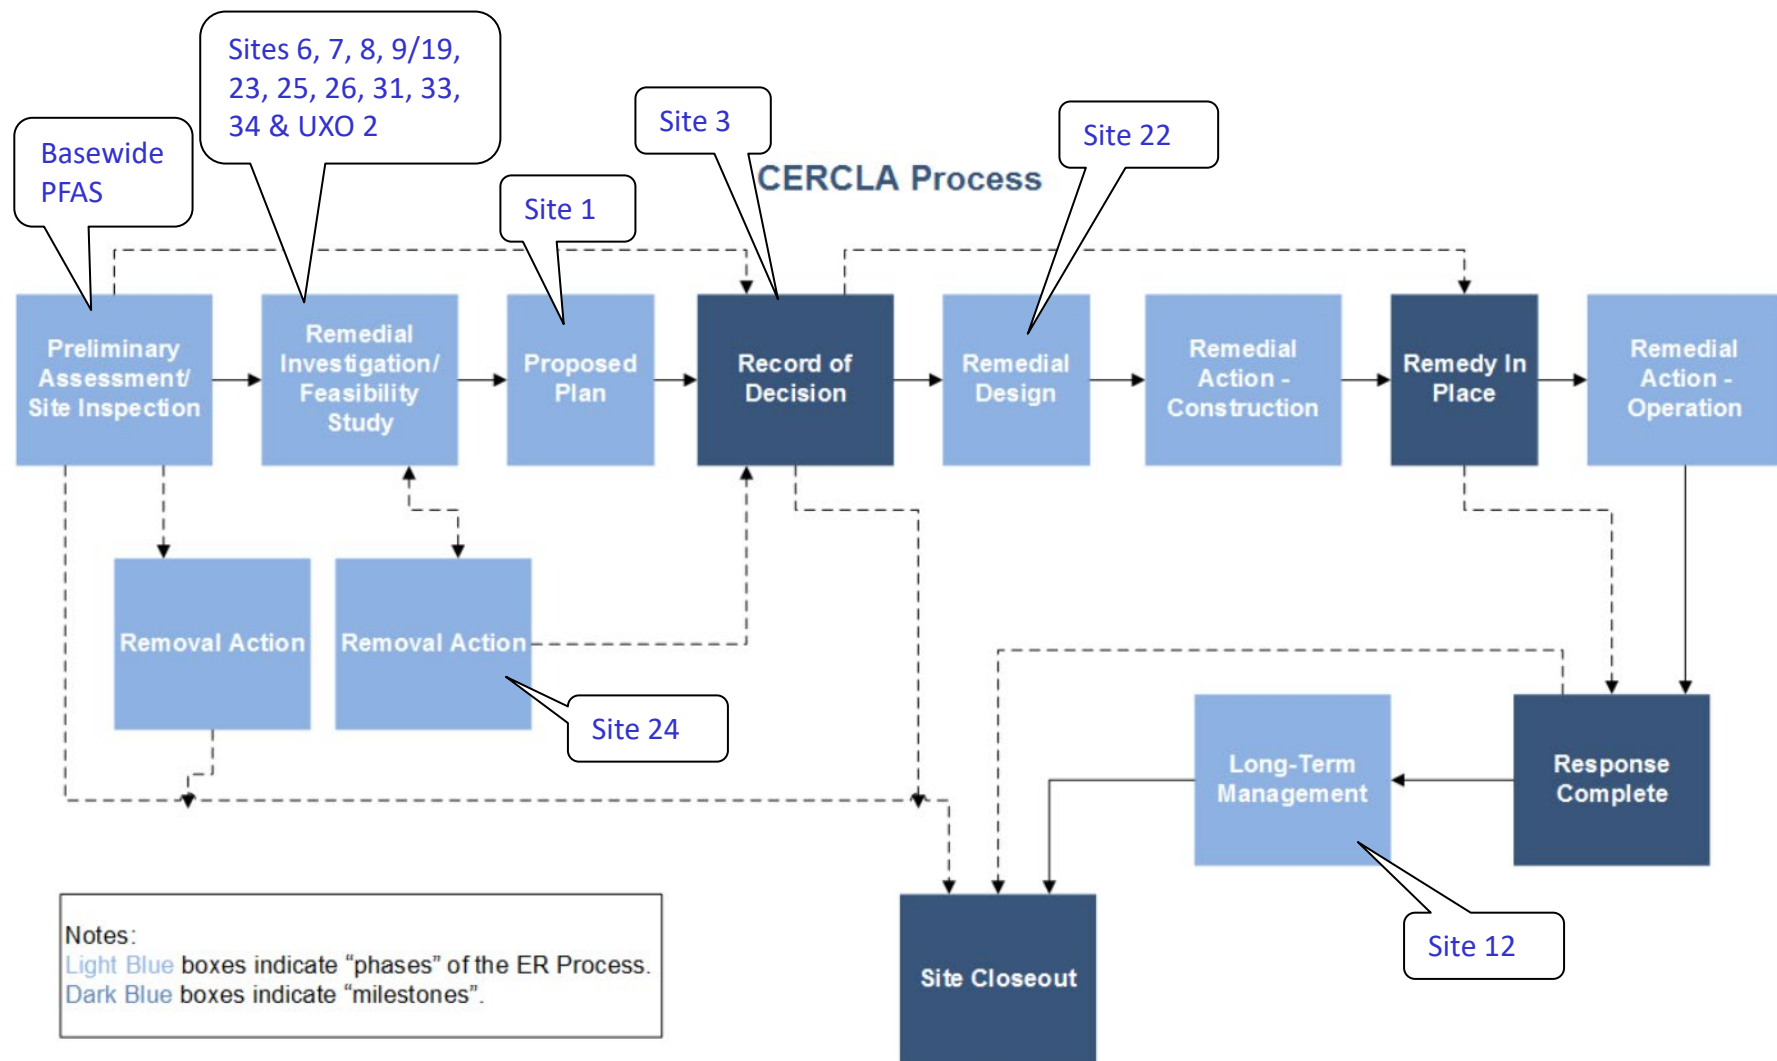 Sites 6, 7, 8, 9/19,
23, 25, 26, 31, 33,
34 & UXO 2
Basewide
PFAS
Site 1
Site 3
Site 22
CERCLA Process
Preliminary
Assessment/
Site Inspection
Remedial
Investigation/
Feasibility
Study
Proposed
Plan
Record of
Decision
Remedial
Design
Remedial
Action -
Construction
Remedy In
Place
Remedial
Action -
Operation
Removal Action
Removal Action
Site 24
Long-Term
Management
Response
Complete
Site 12
Site Closeout
Notes:
Light Blue boxes indicate “phases” of the ER Process.
Dark Blue boxes indicate “milestones”.